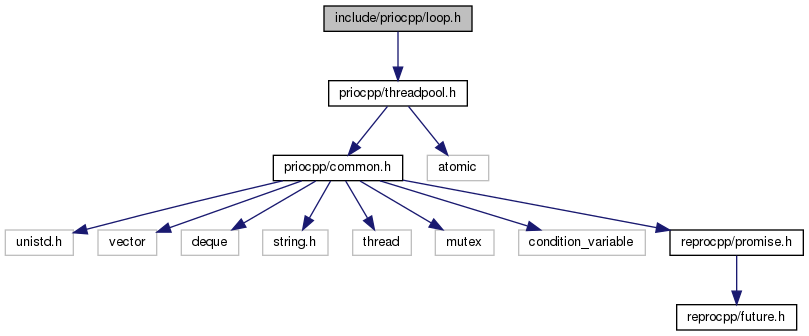 include/priocpp/loop.h
priocpp/threadpool.h
priocpp/common.h
atomic
unistd.h
vector
deque
string.h
thread
mutex
condition_variable
reprocpp/promise.h
reprocpp/future.h